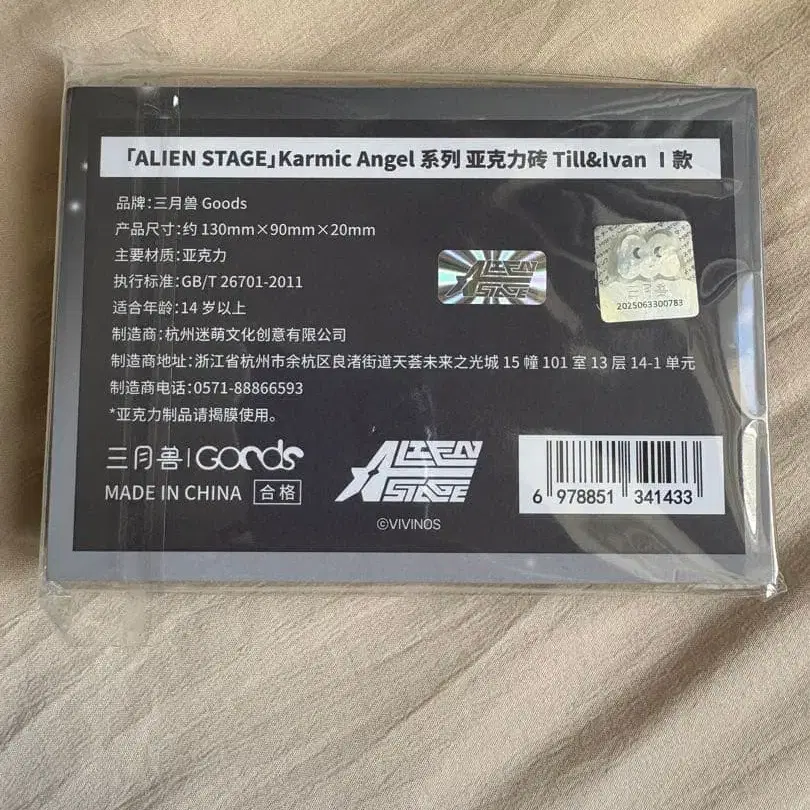 「ALIEN STAGE」Karmic Angel 系列 亚克力砖 Till&Ivan Ⅰ款
品牌:三月兽 Goods
产品尺寸:约 130mm×90mm×20mm
主要材质:亚克力
执行标准:GB/T 26701-2011
适合年龄:14 岁以上
制造商:杭州迷萌文化创意有限公司
制造商地址:浙江省杭州市余杭区良渚街道天荟未来之光城 15 幢 101 室 13 层 14-1 单元
制造商电话:0571-88866593
*亚克力制品请揭膜使用。
ALIEN STAGE
三月兽
2025063300783
三月兽 | Goods
MADE IN CHINA 合格
ALIEN STAGE
©VIVINOS
6 978851 341433